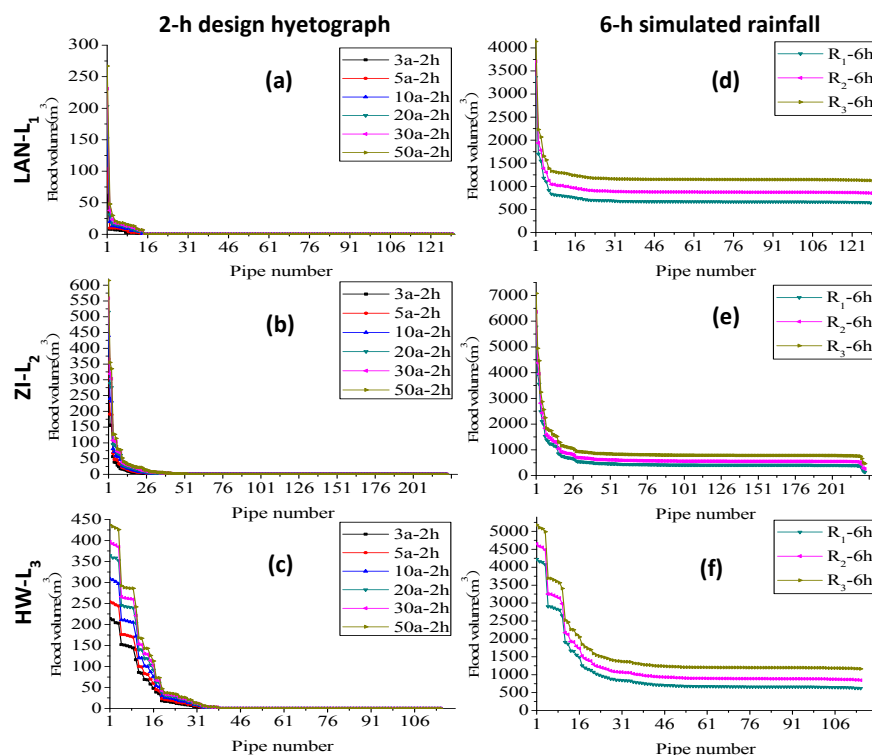 2-h design hyetograph
6-h simulated rainfall
LAN-L1
Flood volume(m3)
300
250
200
150
100
50
0
(a)
3a-2h
5a-2h
10a-2h
20a-2h
30a-2h
50a-2h
1 16 31 46 61 76 91 106 121
Pipe number
Flood volume(m3)
4000
3500
3000
2500
2000
1500
1000
500
0
(d)
R1-6h
R2-6h
R3-6h
1 16 31 46 61 76 91 106 121
Pipe number
ZI-L2
Flood volume(m3)
600
550
500
450
400
350
300
250
200
150
100
50
0
(b)
3a-2h
5a-2h
10a-2h
20a-2h
30a-2h
50a-2h
1 26 51 76 101 126 151 176 201
Pipe number
Flood volume(m3)
7000
6000
5000
4000
3000
2000
1000
0
(e)
R1-6h
R2-6h
R3-6h
1 26 51 76 101 126 151 176 201
Pipe number
HW-L3
Flood volume(m3)
450
400
350
300
250
200
150
100
50
0
(c)
3a-2h
5a-2h
10a-2h
20a-2h
30a-2h
50a-2h
1 16 31 46 61 76 91 106
Pipe number
Flood volume(m3)
5000
4500
4000
3500
3000
2500
2000
1500
1000
500
0
(f)
R1-6h
R2-6h
R3-6h
1 16 31 46 61 76 91 106
Pipe number